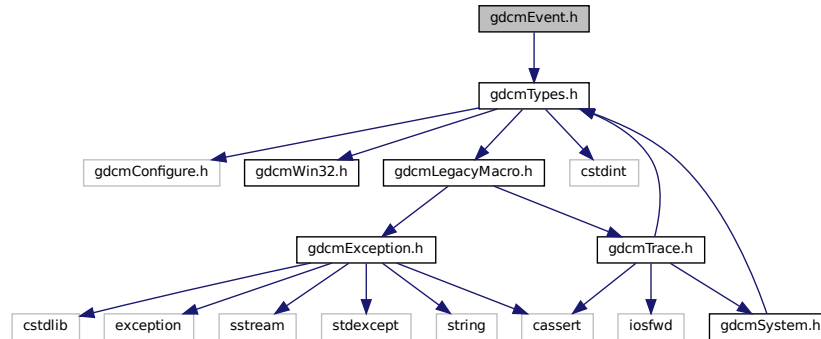 gdcmEvent.h
gdcmTypes.h
gdcmConfigure.h
gdcmWin32.h
gdcmLegacyMacro.h
cstdint
gdcmException.h
gdcmTrace.h
cstdlib
exception
sstream
stdexcept
string
cassert
iosfwd
gdcmSystem.h